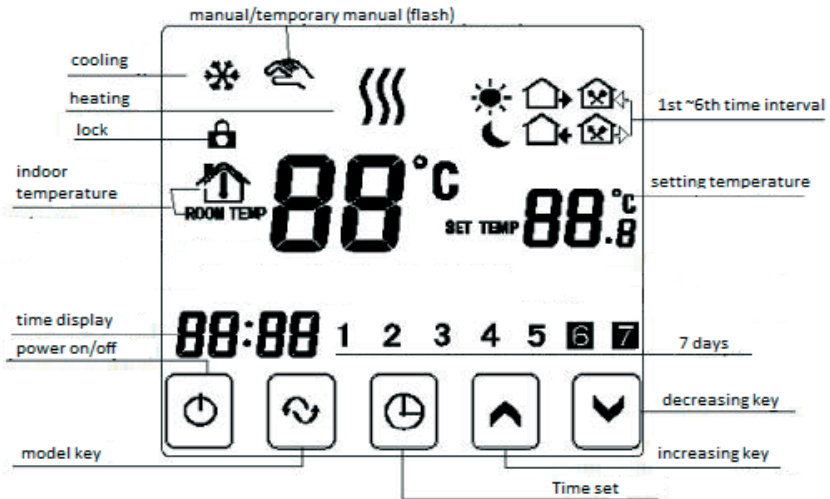 manual/temporary manual (flash)
cooling
heating
lock
1st ~6th time interval
indoor
temperature
88°C
ROOM TEMP
setting temperature
SET TEMP 88.8°C
time display
88:88
1 2 3 4 5 6 7
power on/off
7 days
decreasing key
model key
increasing key
Time set